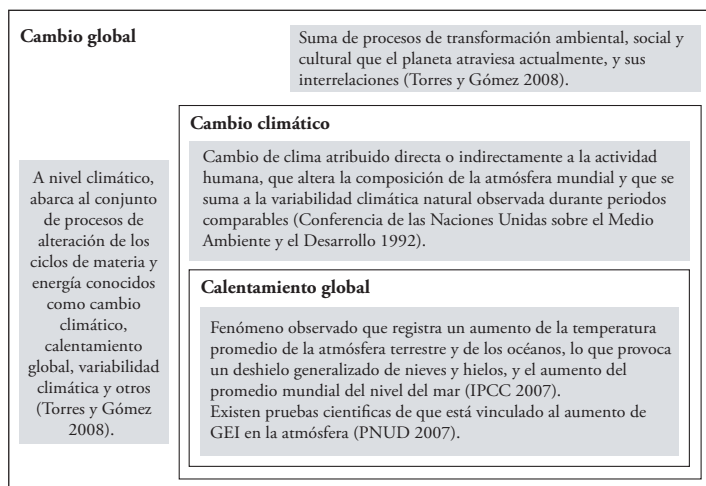 Cambio global
Suma de procesos de transformación ambiental, social y
cultural que el planeta atraviesa actualmente, y sus
interrelaciones (Torres y Gómez 2008).
A nivel climático,
abarca al conjunto
de procesos de
alteración de los
ciclos de materia y
energía conocidos
como cambio
climático,
calentamiento
global, variabilidad
climática y otros
(Torres y Gómez
2008).
Cambio climático
Cambio de clima atribuido directa o indirectamente a la actividad
humana, que altera la composición de la atmósfera mundial y que se
suma a la variabilidad climática natural observada durante periodos
comparables (Conferencia de las Naciones Unidas sobre el Medio
Ambiente y el Desarrollo 1992).
Calentamiento global
Fenómeno observado que registra un aumento de la temperatura
promedio de la atmósfera terrestre y de los océanos, lo que provoca
un deshielo generalizado de nieves y hielos, y el aumento del
promedio mundial del nivel del mar (IPCC 2007).
Existen pruebas cientificas de que está vinculado al aumento de
GEI en la atmósfera (PNUD 2007).